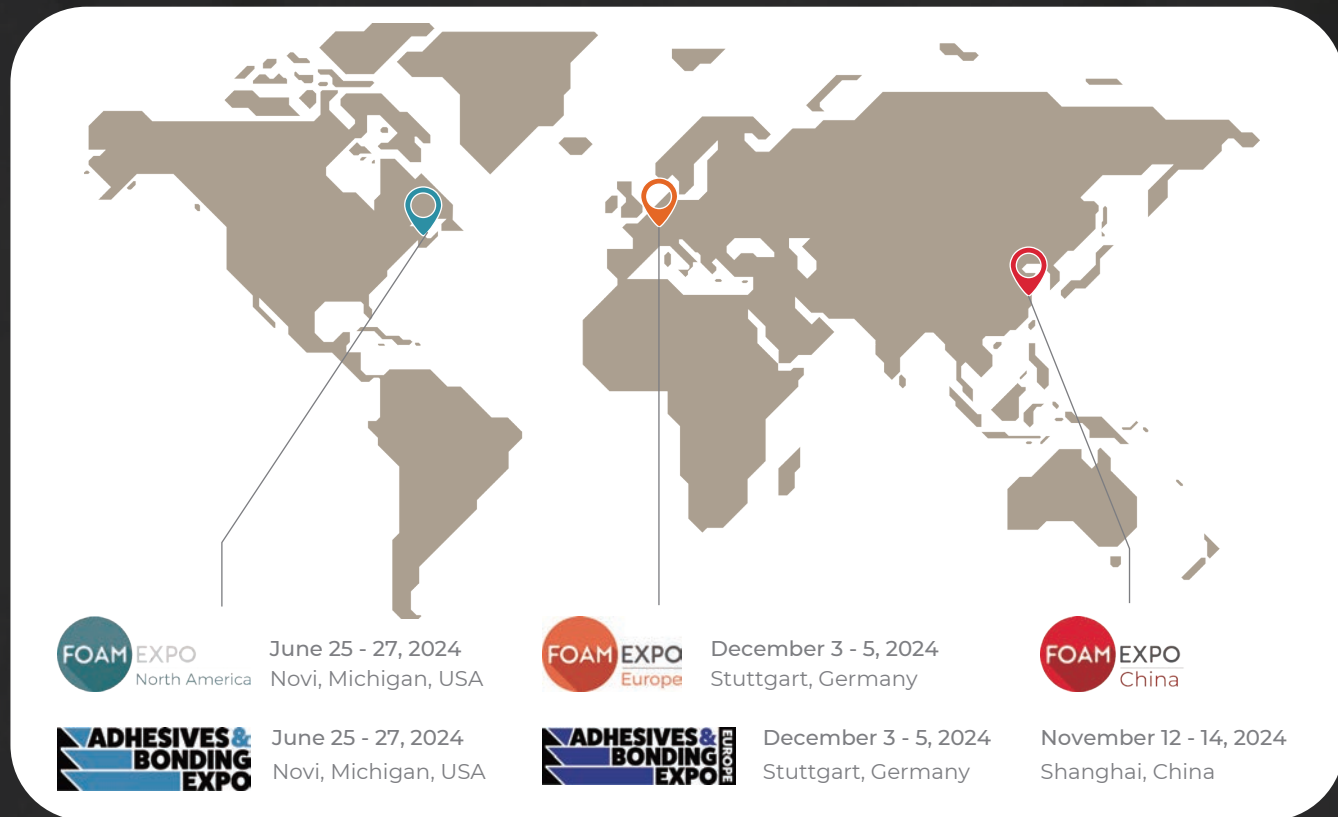 FOAM EXPO
North America
June 25 - 27, 2024
Novi, Michigan, USA
FOAM EXPO
Europe
December 3 - 5, 2024
Stuttgart, Germany
FOAM EXPO
China
ADHESIVES&
BONDING
EXPO
June 25 - 27, 2024
Novi, Michigan, USA
ADHESIVES&
BONDING
EXPO
EUROPE
December 3 - 5, 2024
Stuttgart, Germany
November 12 - 14, 2024
Shanghai, China